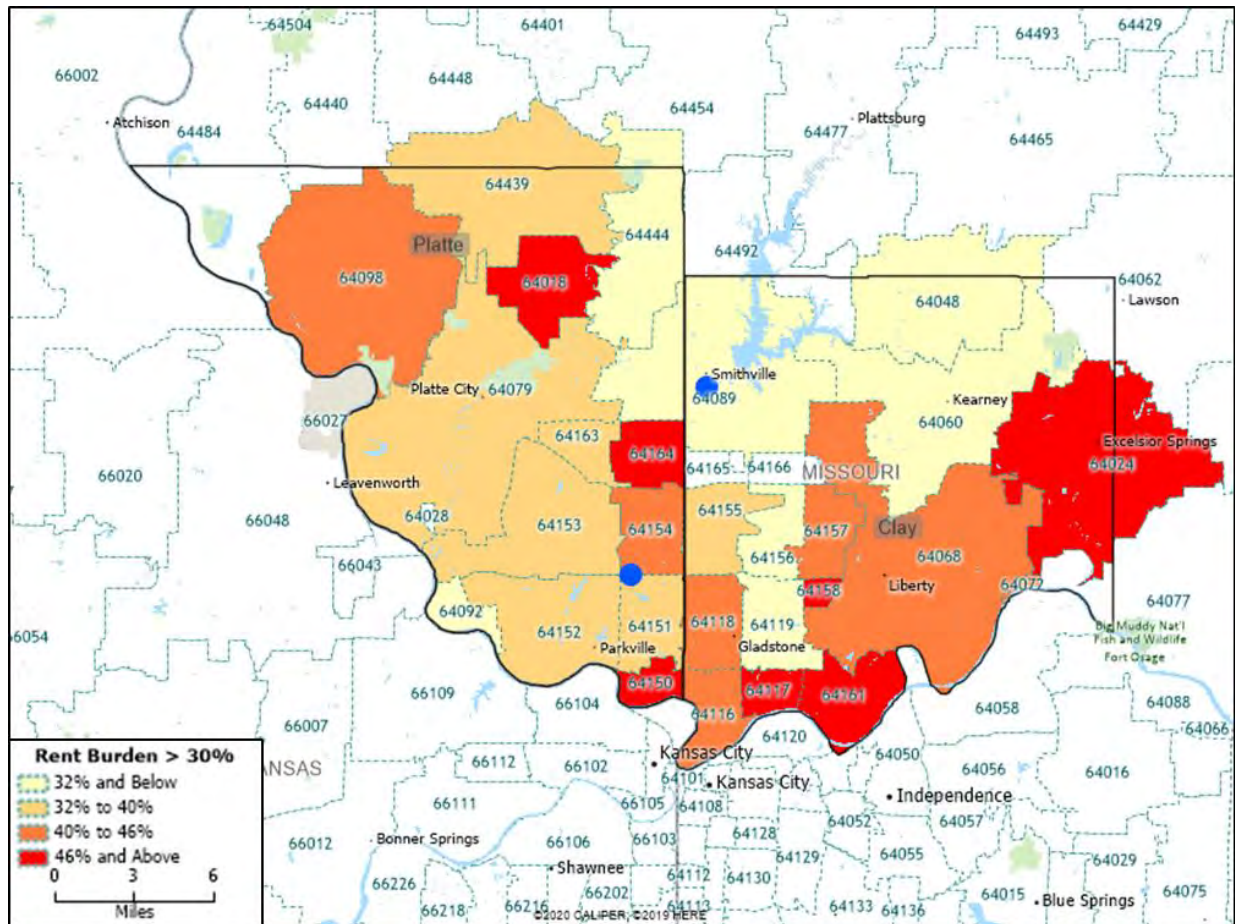 64504
64401
64493
64429
66002
64448
64440
64454
Atchison
64484
64477
Plattsburg
64465
64439
64444
Platte
64492
64098
64018
64062
64048
Lawson
Smithville
Platte City
64079
64089
Kearney
64060
66027
64163
Excelsior Springs
64164
64024
64165
64166
MISSOURI
66020
Leavenworth
66048
64028
64153
64154
64155
64157
Clay
64156
64068
66043
64158
Liberty
64072
64092
64077
66054
64152
64151
64118
64119
Big Muddy Nat'l
Fish and Wildlife
Fort Osage
Parkville
Gladstone
64150
64117
64161
66109
66104
64116
64058
64088
66007
64120
64066
64050
Kansas City
Rent Burden > 30%
32% and Below
32% to 40%
40% to 46%
46% and Above
0 3 6
Miles
ANSAS
66112
66102
64101
Kansas City
64056
64016
66111
66105
64108
Independence
66012
Bonner Springs
66106
66103
64128
64052
64057
64129
64055
64029
Shawnee
64112
64130
66226
66202
64015
Blue Springs
64075
66218
66216
64113
64133
64136
©2020 CALIPER; ©2019 HERE